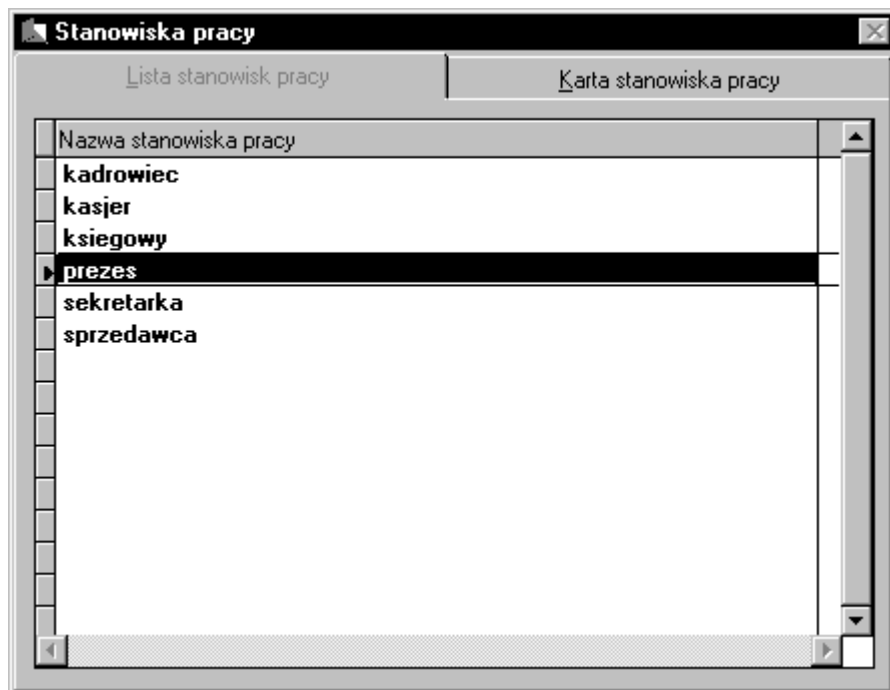 Stanowiska pracy
Lista stanowisk pracy
Karta stanowiska pracy
Nazwa stanowiska pracy
kadrowiec
kasjer
ksiegowy
prezes
sekretarka
sprzedawca